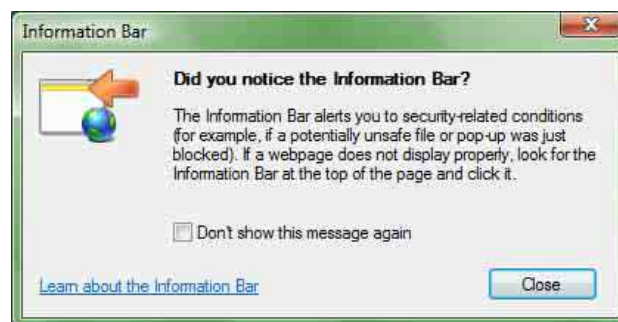 Information Bar
Did you notice the Information Bar?
The Information Bar alerts you to security-related conditions
(for example, if a potentially unsafe file or pop-up was just
blocked). If a webpage does not display properly, look for the
Information Bar at the top of the page and click it.
Don't show this message again
Learn about the Information Bar
Close